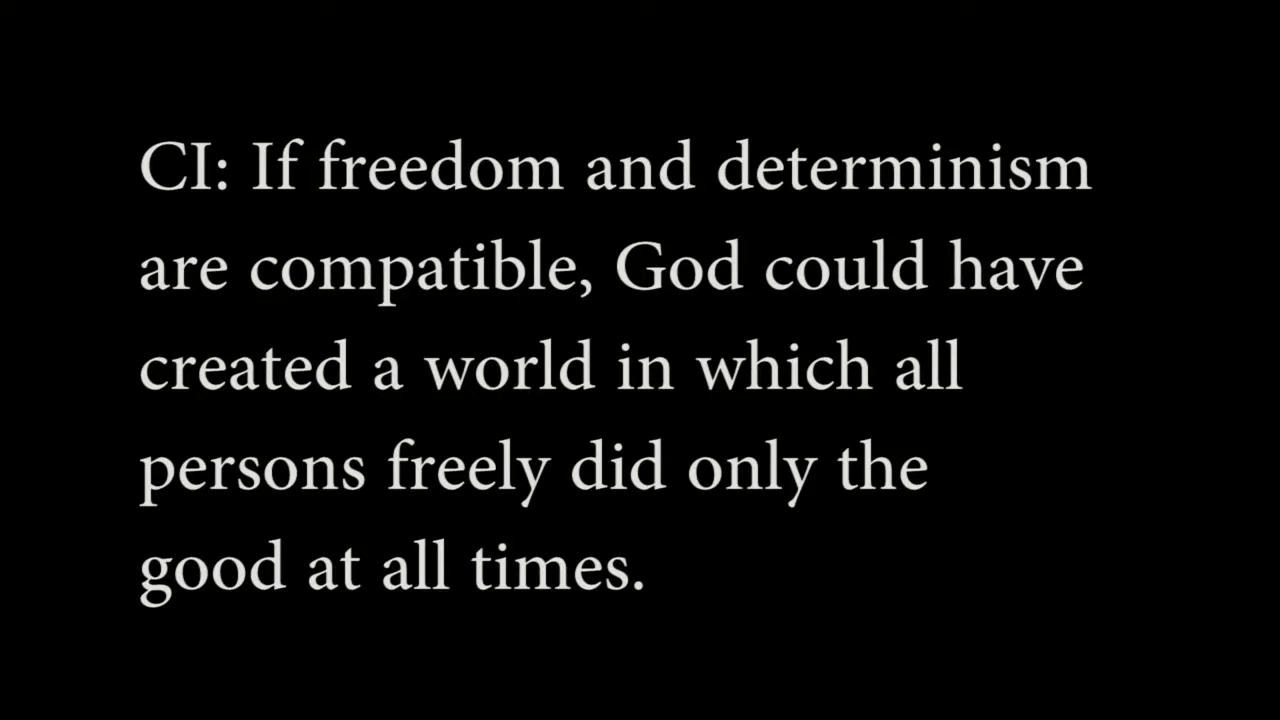 CI: If freedom and determinism
are compatible, God could have
created a world in which all
persons freely did only the
good at all times.